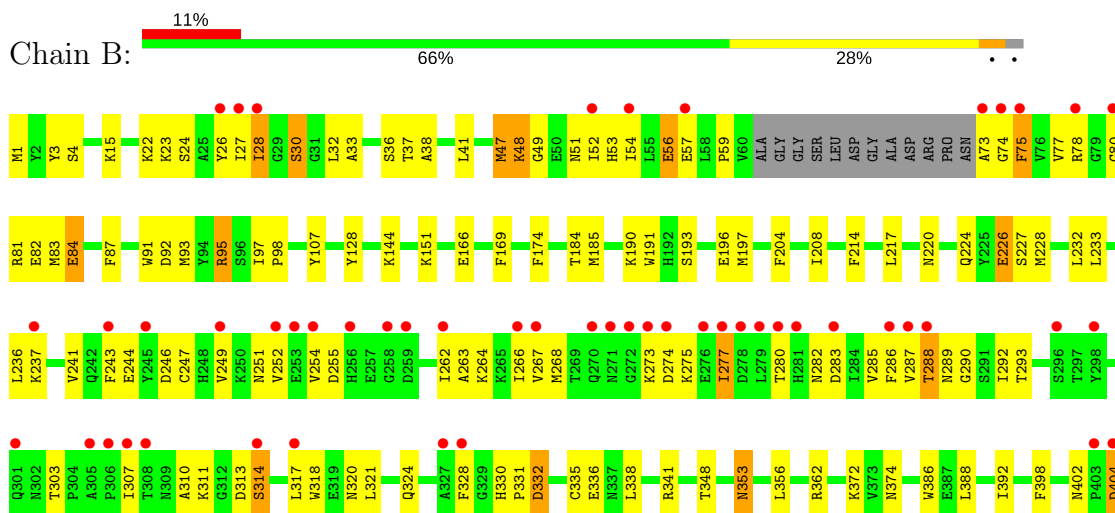 11%
Chain B:
66% 28% • •
M1 Y2 Y3 S4 K15 K22 K23 S24 A25 Y26 I27 I28 G29 S30 G31 L32 A33 S36 T37 A38 L41 M47 K48 G49 E50 N51 I52 H53 I54 L55 E56 E57 L58 P59 V60 ALA GLY GLY SER LEU ASP GLY ALA ASP ARG PRO ASN A73 G74 F75 V76 V77 R78 G79
R81 E82 M83 E84 F87 W91 D92 M93 Y94 R95 S96 I97 P98 Y107 Y128 K144 K151 E166 F169 F174 T184 M185 K190 W191 H192 S193 E196 M197 F204 I208 F214 L217 N220 Q224 Y225 E226 S227 M228 L232 L233
L236 K237 V241 Q242 F243 E244 Y245 D246 C247 H248 V249 K250 N251 V252 E253 V254 D255 H256 E257 G258 D259 I262 A263 K264 K265 I266 V267 M268 T269 Q270 N271 G272 K273 D274 K275 E276 I277 D278 L279 T280 H281 N282 D283 I284 V285 F286 V287 T288 N289 G290 S291 I292 T293 S296 T297 Y298
Q301 N302 T303 P304 A305 P306 I307 T308 N309 A310 K311 G312 D313 S314 L317 W318 E319 N320 L321 Q324 A327 F328 G329 H330 P331 D332 C335 E336 N337 L338 R341 T348 N353 L356 R362 K372 V373 N374 W386 E387 L388 I392 F398 N402 P403